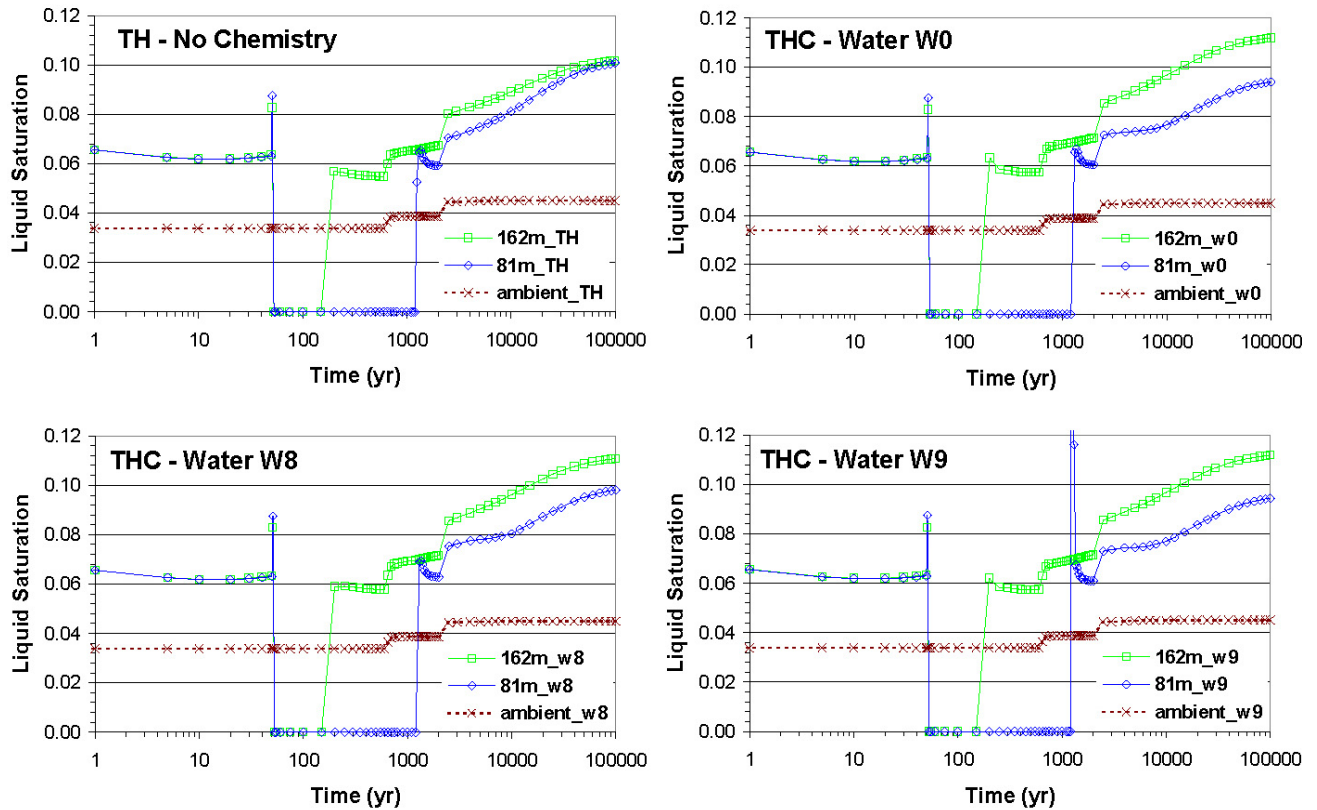 TH - No Chemistry
Liquid Saturation
0.12
0.10
0.08
0.06
0.04
0.02
0.00
162m_TH
81m_TH
ambient_TH
1 10 100 1000 10000 100000
Time (yr)
THC - Water W0
Liquid Saturation
0.12
0.10
0.08
0.06
0.04
0.02
0.00
162m_w0
81m_w0
ambient_w0
1 10 100 1000 10000 100000
Time (yr)
THC - Water W8
Liquid Saturation
0.12
0.10
0.08
0.06
0.04
0.02
0.00
162m_w8
81m_w8
ambient_w8
1 10 100 1000 10000 100000
Time (yr)
THC - Water W9
Liquid Saturation
0.12
0.10
0.08
0.06
0.04
0.02
0.00
162m_w9
81m_w9
ambient_w9
1 10 100 1000 10000 100000
Time (yr)